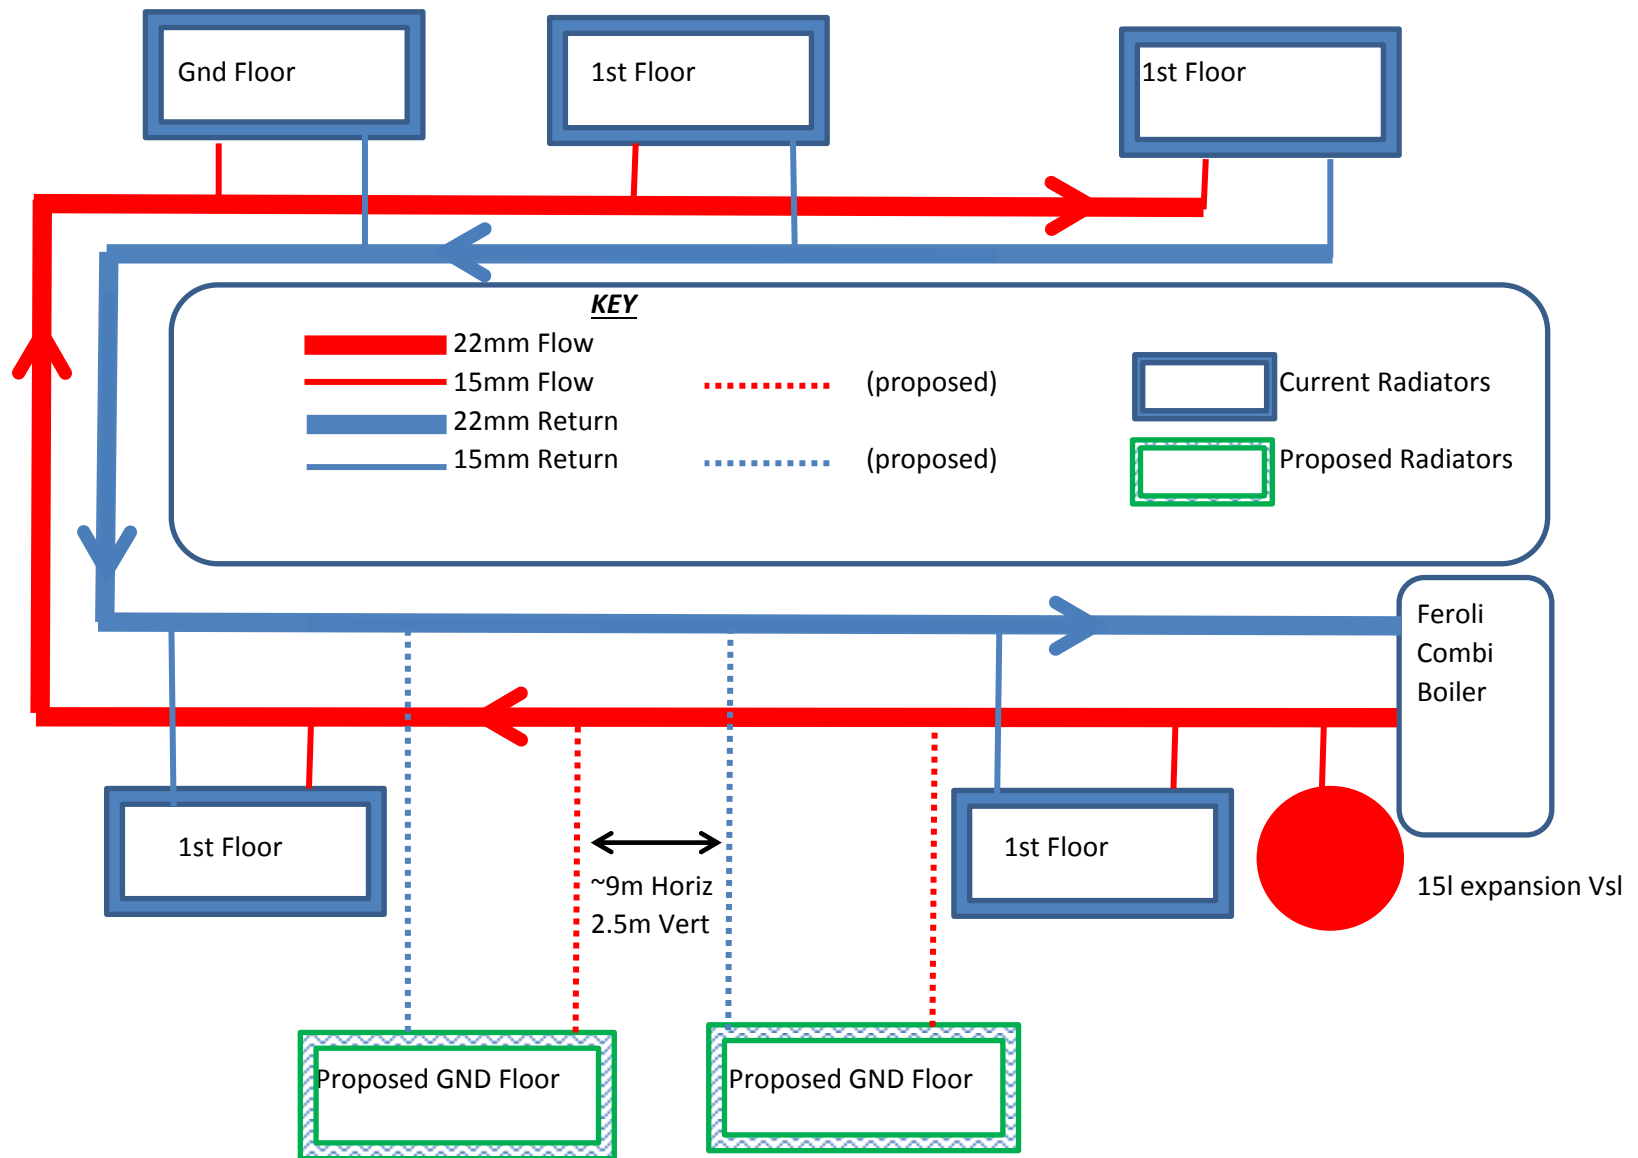 Gnd Floor
1st Floor
1st Floor
KEY
22mm Flow
15mm Flow
(proposed)
22mm Return
15mm Return
(proposed)
Current Radiators
Proposed Radiators
Feroli
Combi
Boiler
1st Floor
~9m Horiz
2.5m Vert
1st Floor
15l expansion Vsl
Proposed GND Floor
Proposed GND Floor